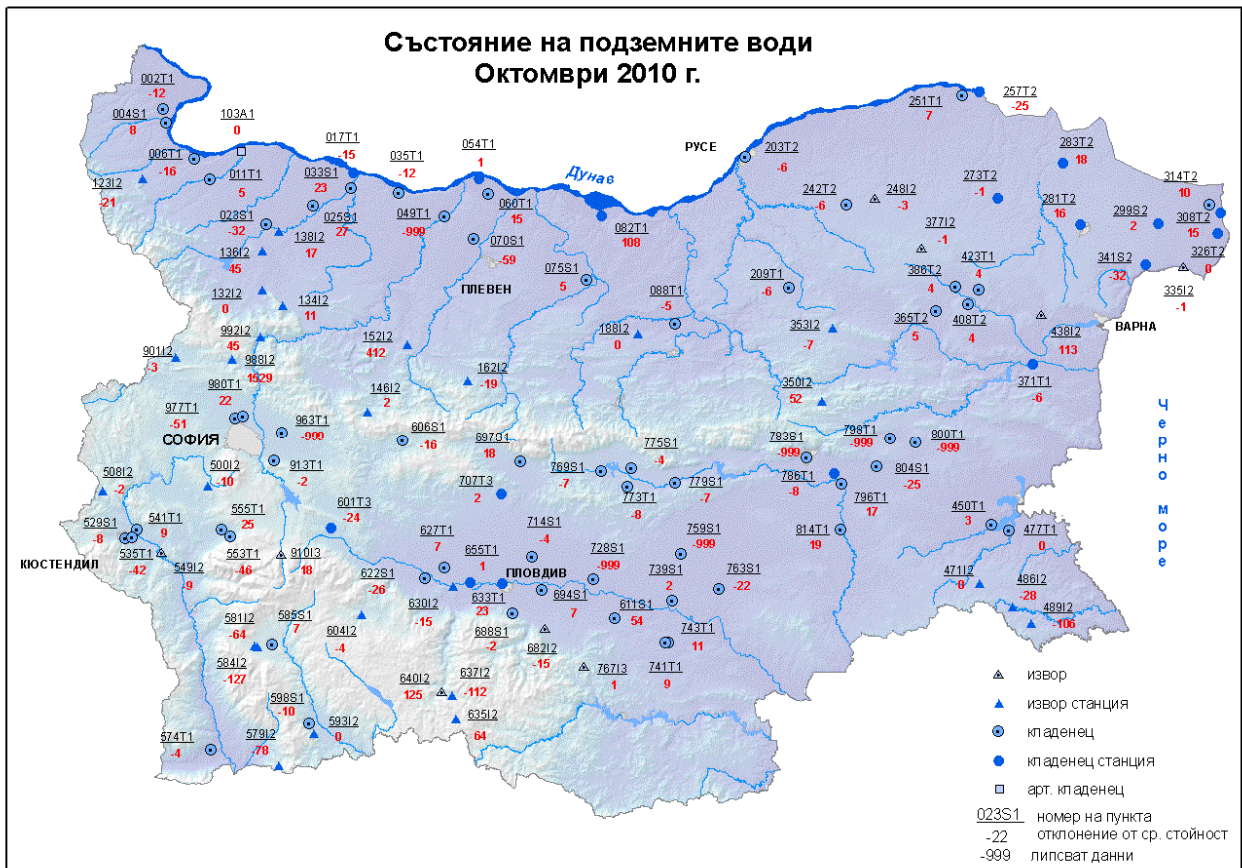 Състояние на подземните води
Октомври 2010 г.
002T1
-12
004S1
8
103A1
0
006T1
-16
011T1
5
123I2
-21
017T1
-15
033S1
23
035T1
-12
054T1
1
023S1
-32
025S1
27
138I2
17
136I2
45
049T1
-999
060T1
15
070S1
-59
Дунав
082T1
108
РУСЕ
203T2
-6
251T1
7
257T2
-25
283T2
18
273T2
-1
242T2
-6
248I2
-3
281T2
16
314T2
10
299S2
2
308T2
15
377I2
-1
326T2
0
341S2
-32
335I2
-1
423T1
4
386T2
4
132I2
0
134I2
11
ПЛЕВЕН
075S1
5
088T1
-5
209T1
-6
365T2
5
408T2
4
438I2
113
ВАРНА
992I2
45
152I2
412
188I2
0
353I2
-7
901I2
-3
988I2
1529
162I2
-19
371T1
-6
980T1
22
146I2
2
350I2
52
977T1
-51
СОФИЯ
963T1
-999
606S1
-16
697S1
18
775S1
-4
783S1
-999
798T1
-999
800T1
-999
Черно море
508I2
-2
500I2
-10
913T1
-2
769S1
-7
773T1
-8
779S1
-7
786T1
-8
804S1
-25
707T3
2
796T1
17
601T3
-24
529S1
-8
541T1
9
555T1
25
627T1
7
714S1
-4
759S1
-999
814T1
19
450T1
3
477T1
0
КЮСТЕНДИЛ
535T1
-42
549I2
-9
553T1
-46
910I3
18
655T1
1
ПЛОВДИВ
728S1
-999
622S1
-26
739S1
2
763S1
-22
471I2
8
486I2
-28
489I2
-106
630I2
-15
633T1
23
694S1
7
611S1
54
581I2
-64
585S1
7
604I2
-4
688S1
-2
682I2
-15
743T1
11
584I2
-127
640I2
125
637I2
-112
767I3
1
741T1
9
635I2
64
598S1
-10
593I2
0
574T1
-4
579I2
-78
извор
извор станция
кладенец
кладенец станция
арт. кладенец
023S1 номер на пункта
-22 отклонение от ср. стойност
-999 липсват данни